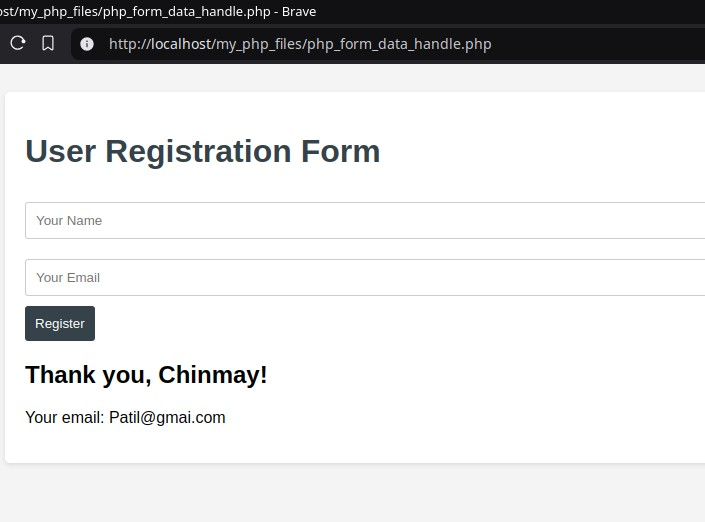 ost/my_php_files/php_form_data_handle.php - Brave
http://localhost/my_php_files/php_form_data_handle.php
User Registration Form
Your Name
Your Email
Register
Thank you, Chinmay!
Your email: Patil@gmai.com